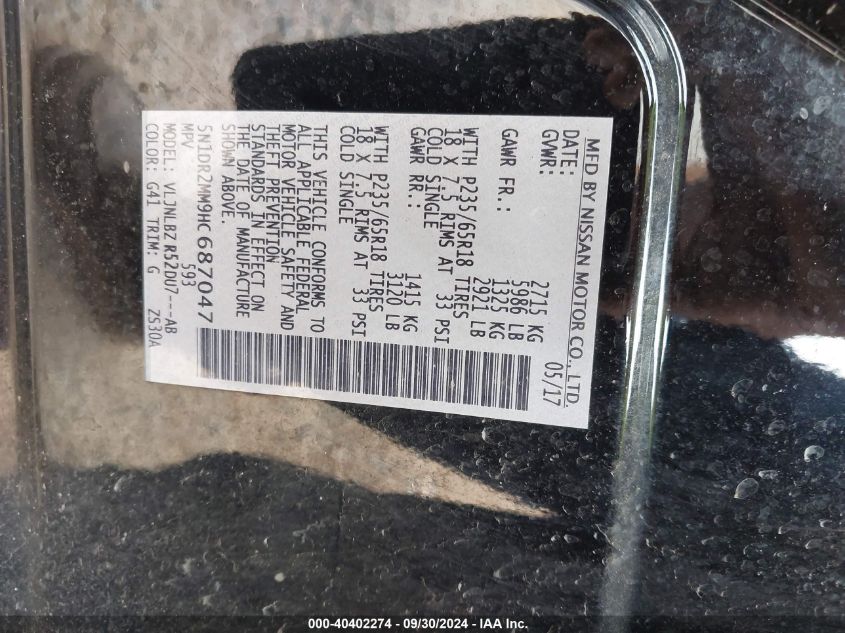 MFD BY NISSAN MOTOR CO., LTD.
DATE: 05/17
GVWR: 2715 KG
5986 LB
GAWR FR.: 1325 KG
2921 LB
WITH P235/65R18 TIRES
18 X 7.5 RIMS AT 33 PSI
COLD SINGLE
GAWR RR.: 1415 KG
3120 LB
WITH P235/65R18 TIRES
18 X 7.5 RIMS AT 33 PSI
COLD SINGLE
THIS VEHICLE CONFORMS TO
ALL APPLICABLE FEDERAL
MOTOR VEHICLE SAFETY AND
THEFT PREVENTION
STANDARDS IN EFFECT ON
THE DATE OF MANUFACTURE
SHOWN ABOVE.
5N1DR2MM9HC687047
MPV 593
MODEL: VLJNLBZ R52DU7---AB
COLOR: G41 TRIM: G ZS30A
000-40402274 - 09/30/2024 - IAA Inc.